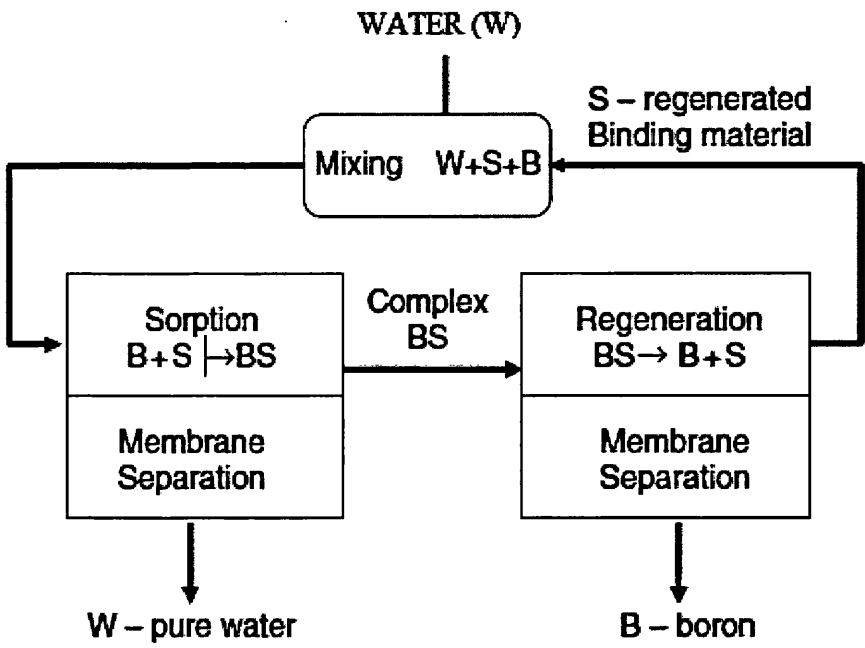 WATER (W)
S – regenerated
Binding material
Mixing W+S+B
Sorption
B+S |→BS
Complex
BS
Regeneration
BS→ B+S
Membrane
Separation
Membrane
Separation
W – pure water
B – boron